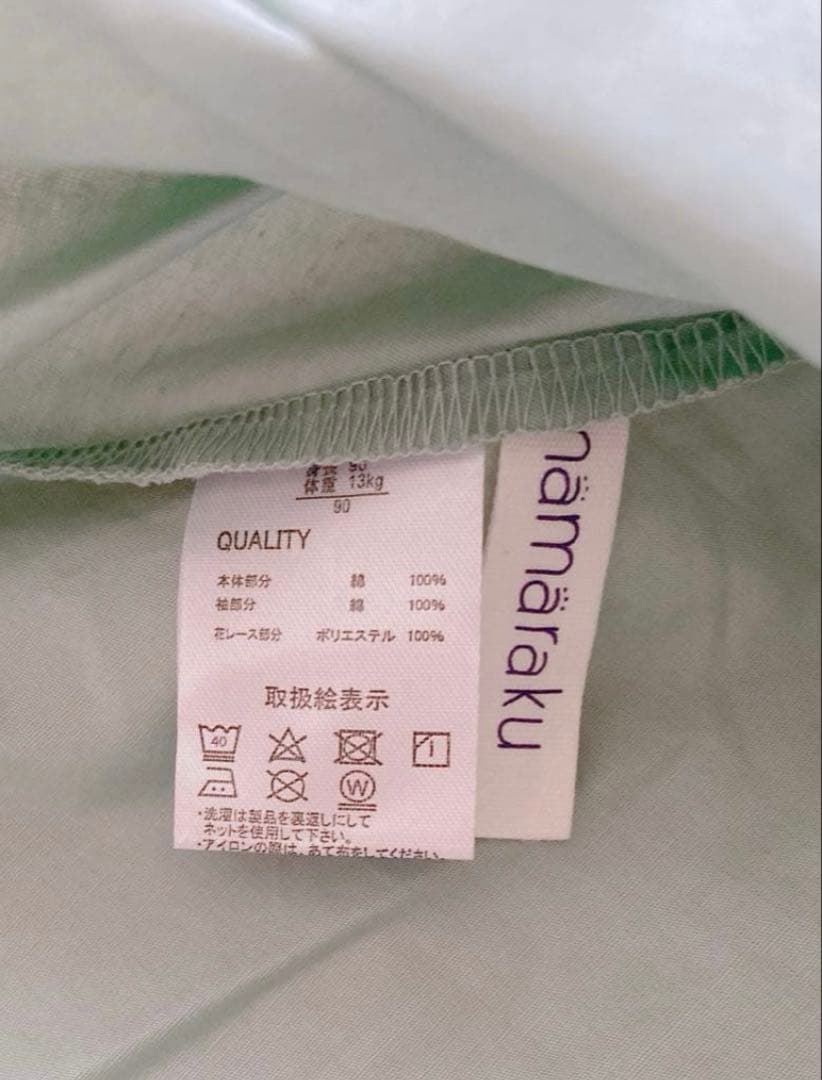 身長 90
体重 13kg
90
QUALITY
本体部分 綿 100%
袖部分 綿 100%
花レース部分 ポリエステル 100%
取扱絵表示
40
W
・洗濯は製品を裏返しにして
ネットを使用して下さい。
・アイロンの際は、あて布をしてください。
nämäraku